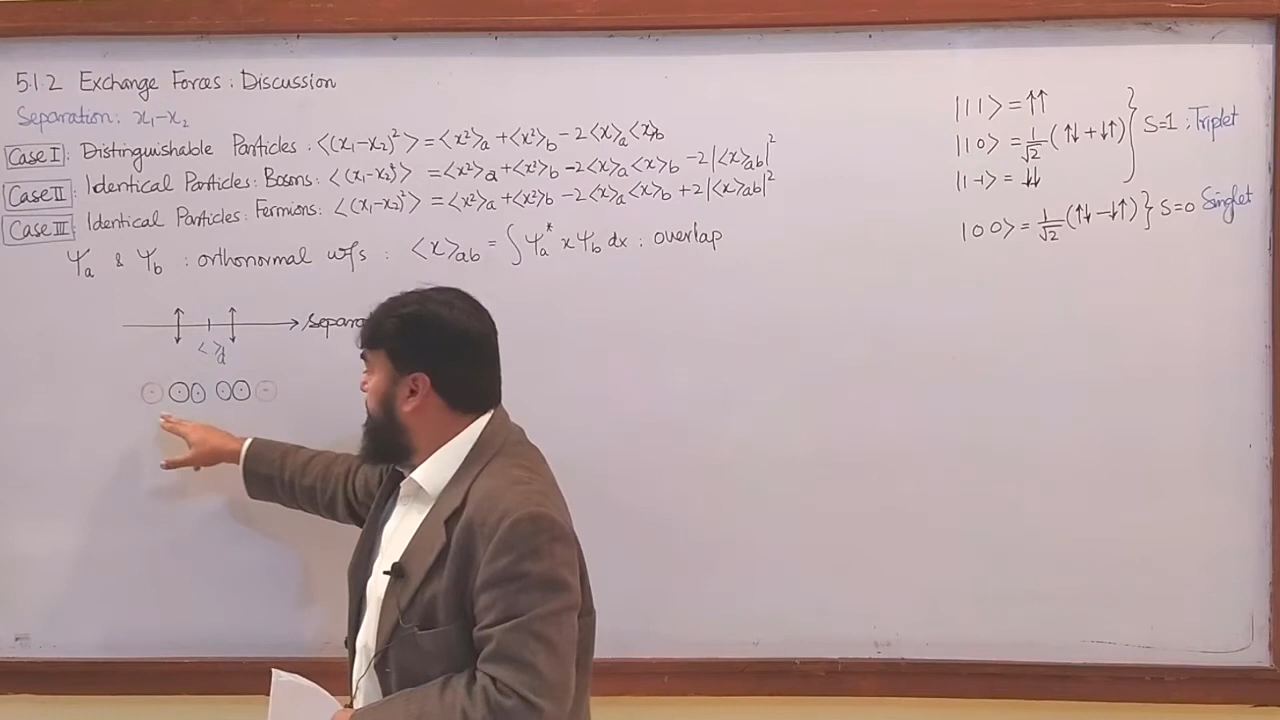 5.1.2 Exchange Forces: Discussion
Separation: x₁-x₂
Case I: Distinguishable Particles: ⟨(x₁-x₂)²⟩ = ⟨x²⟩a + ⟨x²⟩b - 2⟨x⟩a⟨x⟩b
Case II: Identical Particles: Bosons: ⟨(x₁-x₂)²⟩ = ⟨x²⟩a + ⟨x²⟩b - 2⟨x⟩a⟨x⟩b - 2|⟨x⟩ab|²
Case III: Identical Particles: Fermions: ⟨(x₁-x₂)²⟩ = ⟨x²⟩a + ⟨x²⟩b - 2⟨x⟩a⟨x⟩b + 2|⟨x⟩ab|²
Ψa & Ψb : orthonormal w/s : ⟨x⟩ab = ∫Ψa* x Ψb dx : overlap
⟨ ⟩d
|1 1⟩ = ↑↑
|1 0⟩ = 1/√2 (↑↓ + ↓↑) } S=1 : Triplet
|1 -1⟩ = ↓↓
|0 0⟩ = 1/√2 (↑↓ - ↓↑) } S=0 Singlet